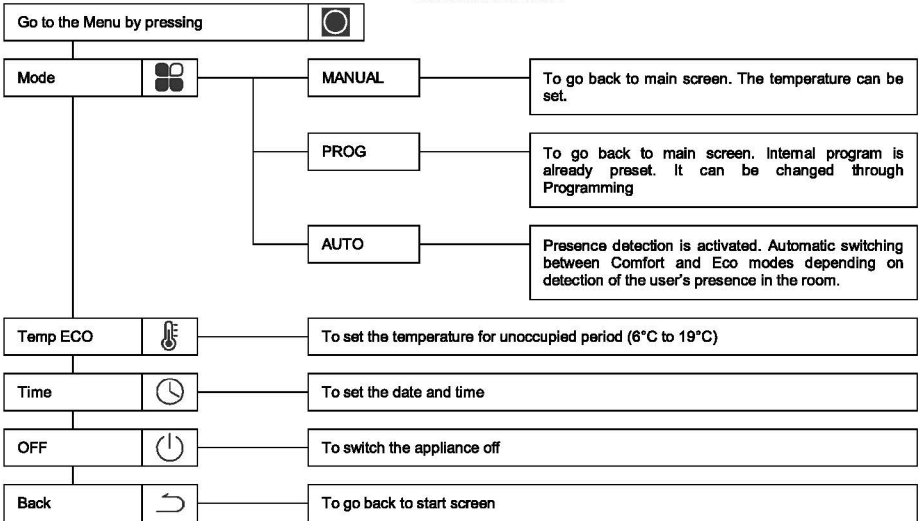 Go to the Menu by pressing
Mode
MANUAL
To go back to main screen. The temperature can be
set.
PROG
To go back to main screen. Internal program is
already preset. It can be changed through
Programming
AUTO
Presence detection is activated. Automatic switching
between Comfort and Eco modes depending on
detection of the user's presence in the room.
Temp ECO
To set the temperature for unoccupied period (6°C to 19°C)
Time
To set the date and time
OFF
To switch the appliance off
Back
To go back to start screen